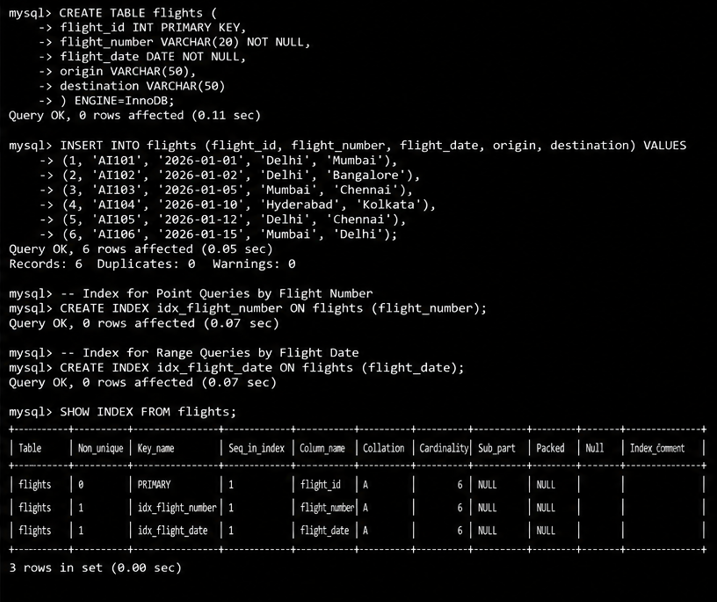 mysql> CREATE TABLE flights (
    -> flight_id INT PRIMARY KEY,
    -> flight_number VARCHAR(20) NOT NULL,
    -> flight_date DATE NOT NULL,
    -> origin VARCHAR(50),
    -> destination VARCHAR(50)
    -> ) ENGINE=InnoDB;
Query OK, 0 rows affected (0.11 sec)
mysql> INSERT INTO flights (flight_id, flight_number, flight_date, origin, destination) VALUES
    -> (1, 'AI101', '2026-01-01', 'Delhi', 'Mumbai'),
    -> (2, 'AI102', '2026-01-02', 'Delhi', 'Bangalore'),
    -> (3, 'AI103', '2026-01-05', 'Mumbai', 'Chennai'),
    -> (4, 'AI104', '2026-01-10', 'Hyderabad', 'Kolkata'),
    -> (5, 'AI105', '2026-01-12', 'Delhi', 'Chennai'),
    -> (6, 'AI106', '2026-01-15', 'Mumbai', 'Delhi');
Query OK, 6 rows affected (0.05 sec)
Records: 6  Duplicates: 0  Warnings: 0
mysql> -- Index for Point Queries by Flight Number
mysql> CREATE INDEX idx_flight_number ON flights (flight_number);
Query OK, 0 rows affected (0.07 sec)
mysql> -- Index for Range Queries by Flight Date
mysql> CREATE INDEX idx_flight_date ON flights (flight_date);
Query OK, 0 rows affected (0.07 sec)
mysql> SHOW INDEX FROM flights;
| Table | Non_unique | Key_name | Seq_in_index | Column_name | Collation | Cardinality | Sub_part | Packed | Null | Index_comment |
| flights | 0 | PRIMARY | 1 | flight_id | A | 6 | NULL | NULL | | |
| flights | 1 | idx_flight_number | 1 | flight_number | A | 6 | NULL | NULL | | |
| flights | 1 | idx_flight_date | 1 | flight_date | A | 6 | NULL | NULL | | |
3 rows in set (0.00 sec)